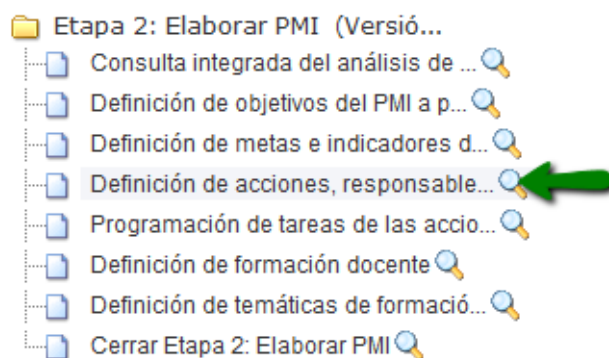 Etapa 2: Elaborar PMI (Versió...
Consulta integrada del análisis de ...
Definición de objetivos del PMI a p...
Definición de metas e indicadores d...
Definición de acciones, responsable...
Programación de tareas de las accio...
Definición de formación docente
Definición de temáticas de formació...
Cerrar Etapa 2: Elaborar PMI